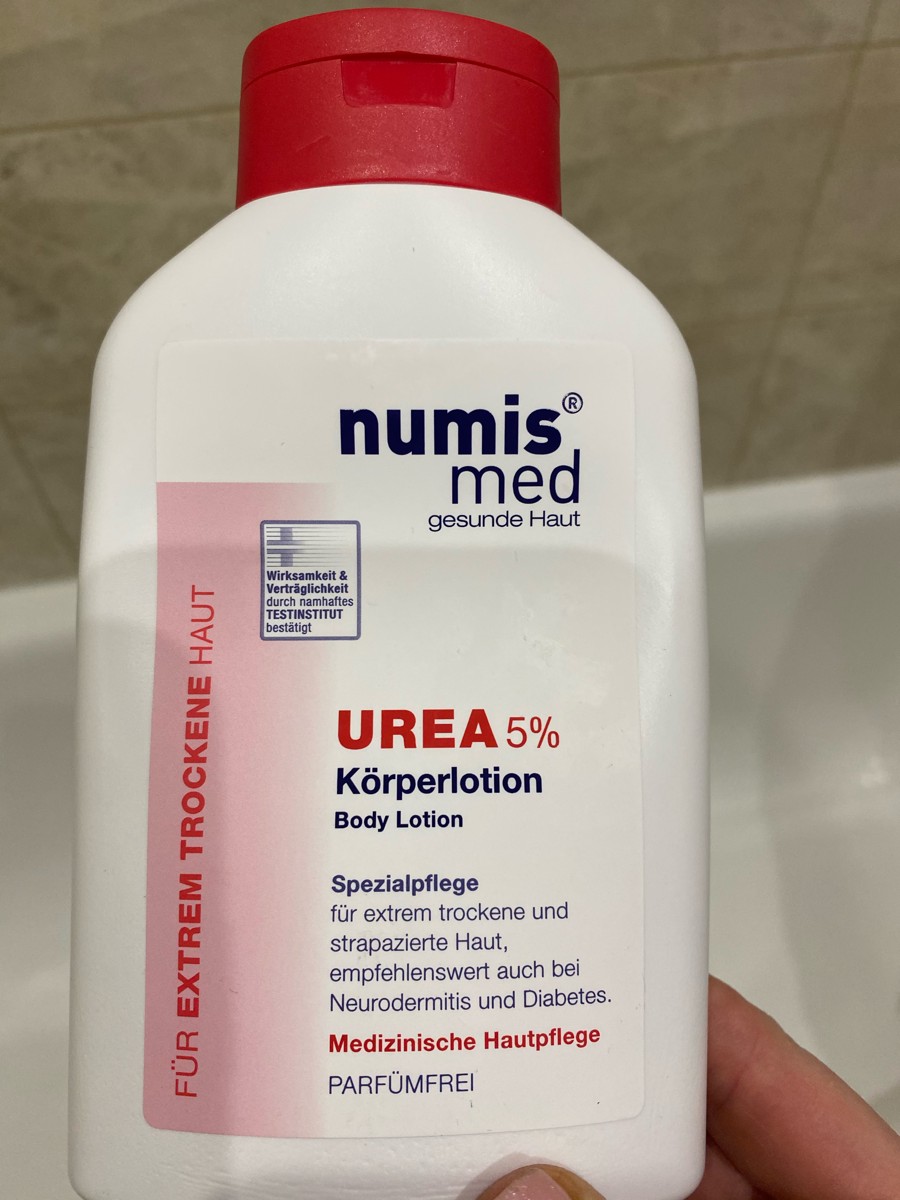 numis®
med
gesunde Haut
Wirksamkeit &
Verträglichkeit
durch namhaftes
TESTINSTITUT
bestätigt
FÜR EXTREM TROCKENE HAUT
UREA 5%
Körperlotion
Body Lotion
Spezialpflege
für extrem trockene und
strapazierte Haut,
empfehlenswert auch bei
Neurodermitis und Diabetes.
Medizinische Hautpflege
PARFÜMFREI